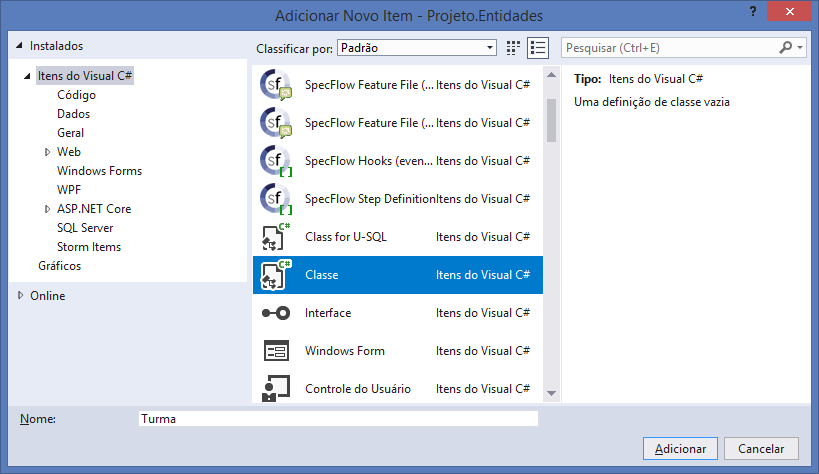 Adicionar Novo Item - Projeto.Entidades
?
Instalados
Classificar por: Padrão
Pesquisar (Ctrl+E)
Itens do Visual C#
Código
Dados
Geral
Web
Windows Forms
WPF
ASP.NET Core
SQL Server
Storm Items
Gráficos
Online
SpecFlow Feature File (... Itens do Visual C#
SpecFlow Feature File (... Itens do Visual C#
SpecFlow Hooks (even... Itens do Visual C#
SpecFlow Step Definition Itens do Visual C#
Class for U-SQL Itens do Visual C#
Classe Itens do Visual C#
Interface Itens do Visual C#
Windows Form Itens do Visual C#
Controle do Usuário Itens do Visual C#
Tipo: Itens do Visual C#
Uma definição de classe vazia
Nome: Turma
Adicionar Cancelar